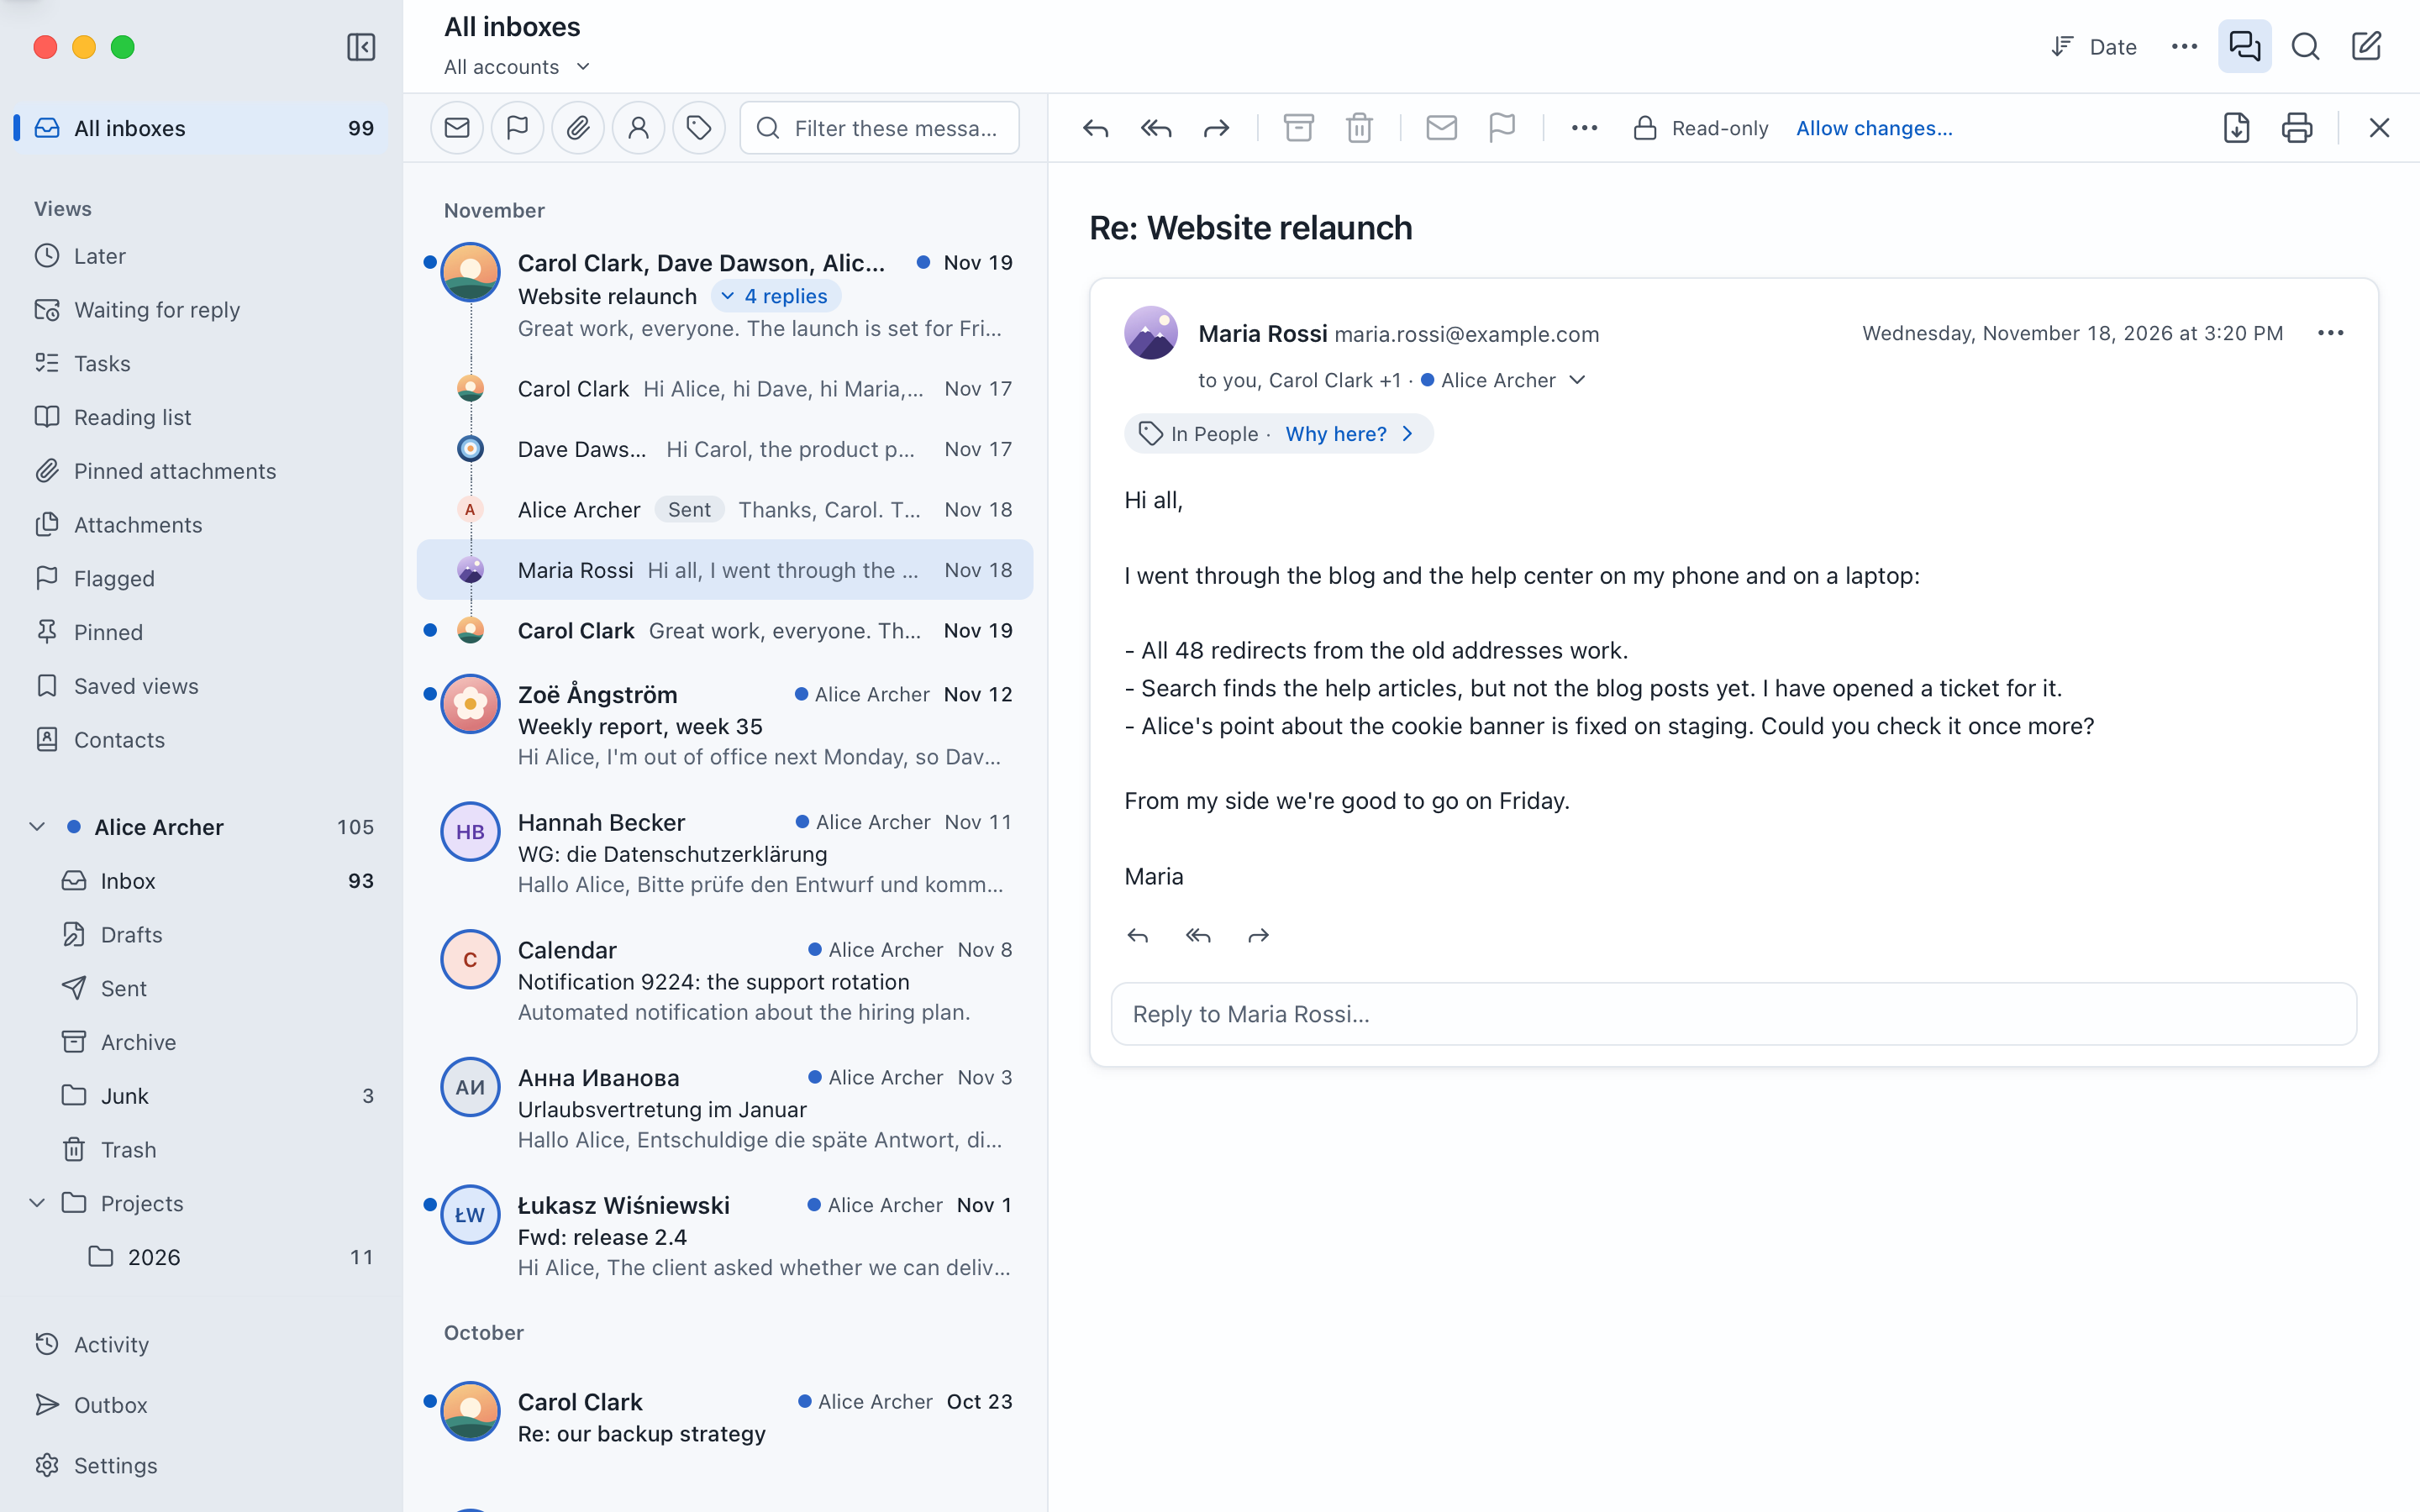 All inboxes
All accounts
Date
All inboxes 99
Views
Later
Waiting for reply
Tasks
Reading list
Pinned attachments
Attachments
Flagged
Pinned
Saved views
Contacts
Alice Archer 105
Inbox 93
Drafts
Sent
Archive
Junk 3
Trash
Projects
2026 11
Activity
Outbox
Settings
Filter these messa...
November
Carol Clark, Dave Dawson, Alic... Nov 19
Website relaunch 4 replies
Great work, everyone. The launch is set for Fri...
Carol Clark Hi Alice, hi Dave, hi Maria,... Nov 17
Dave Daws... Hi Carol, the product p... Nov 17
A Alice Archer Sent Thanks, Carol. T... Nov 18
Maria Rossi Hi all, I went through the ... Nov 18
Carol Clark Great work, everyone. Th... Nov 19
Zoë Ångström Alice Archer Nov 12
Weekly report, week 35
Hi Alice, I'm out of office next Monday, so Dav...
HB Hannah Becker Alice Archer Nov 11
WG: die Datenschutzerklärung
Hallo Alice, Bitte prüfe den Entwurf und komm...
C Calendar Alice Archer Nov 8
Notification 9224: the support rotation
Automated notification about the hiring plan.
АИ Анна Иванова Alice Archer Nov 3
Urlaubsvertretung im Januar
Hallo Alice, Entschuldige die späte Antwort, di...
ŁW Łukasz Wiśniewski Alice Archer Nov 1
Fwd: release 2.4
Hi Alice, The client asked whether we can deliv...
October
Carol Clark Alice Archer Oct 23
Re: our backup strategy
Read-only Allow changes...
Re: Website relaunch
Maria Rossi maria.rossi@example.com Wednesday, November 18, 2026 at 3:20 PM
to you, Carol Clark +1 · Alice Archer
In People · Why here?
Hi all,
I went through the blog and the help center on my phone and on a laptop:
- All 48 redirects from the old addresses work.
- Search finds the help articles, but not the blog posts yet. I have opened a ticket for it.
- Alice's point about the cookie banner is fixed on staging. Could you check it once more?
From my side we're good to go on Friday.
Maria
Reply to Maria Rossi...